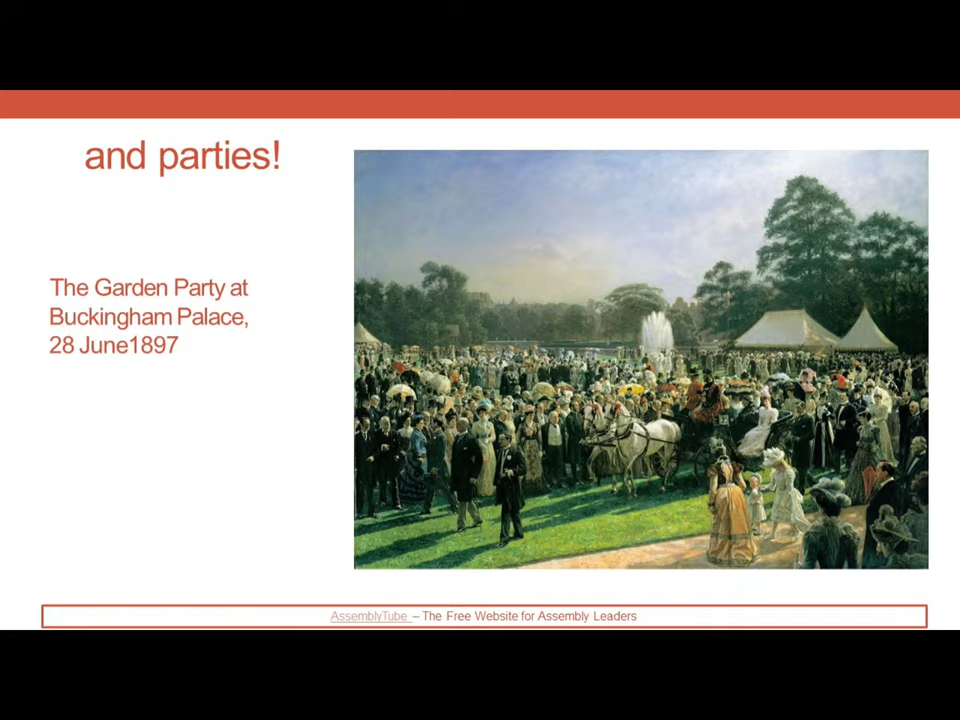 and parties!
The Garden Party at
Buckingham Palace,
28 June1897
AssemblyTube – The Free Website for Assembly Leaders